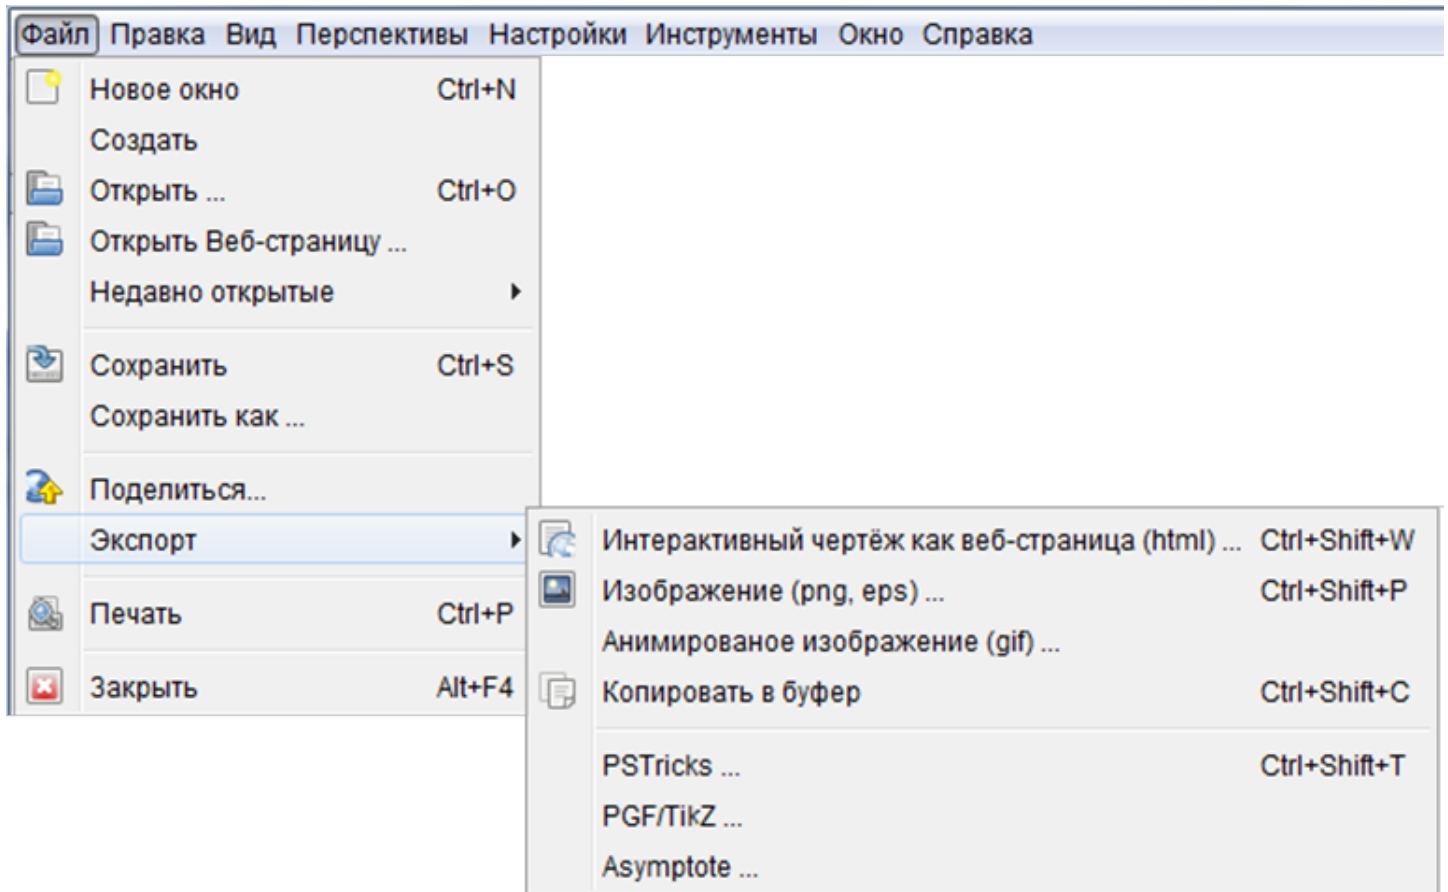 Файл Правка Вид Перспективы Настройки Инструменты Окно Справка
Новое окно Ctrl+N
Создать
Открыть ... Ctrl+O
Открыть Веб-страницу ...
Недавно открытые
Сохранить Ctrl+S
Сохранить как ...
Поделиться...
Экспорт
Печать Ctrl+P
Закрыть Alt+F4
Интерактивный чертёж как веб-страница (html) ... Ctrl+Shift+W
Изображение (png, eps) ... Ctrl+Shift+P
Анимированое изображение (gif) ...
Копировать в буфер Ctrl+Shift+C
PSTricks ... Ctrl+Shift+T
PGF/TikZ ...
Asymptote ...